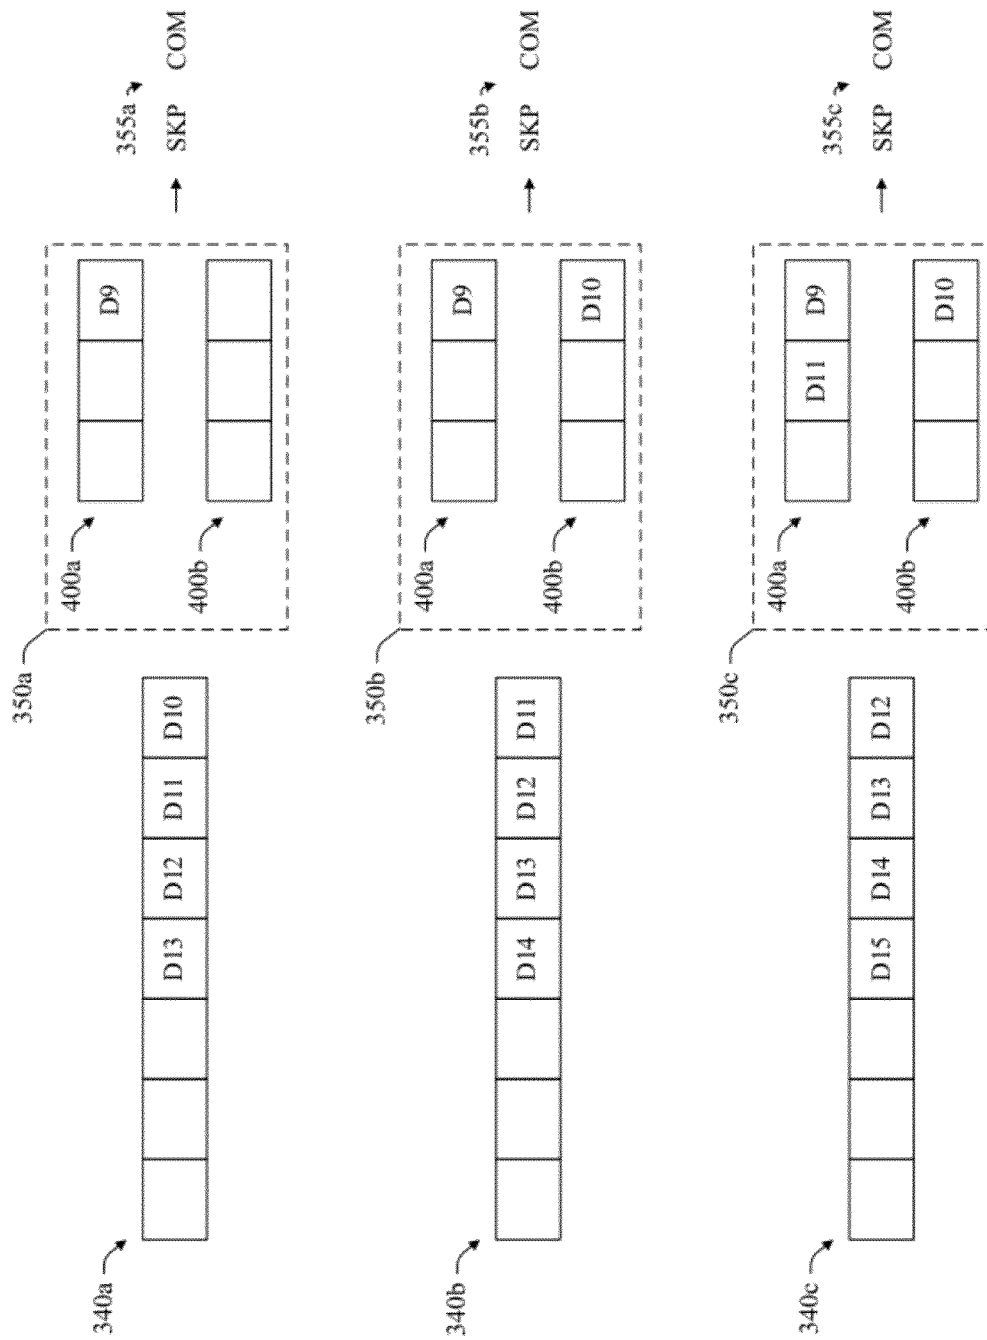 350a
400a
340a D9
355a
D13 D12 D11 D10 SKP COM
400b
350b
400a
340b D9
355b
D14 D13 D12 D11 SKP COM
400b
D10
350c
400a
340c D11 D9
355c
D15 D14 D13 D12 SKP COM
400b
D10